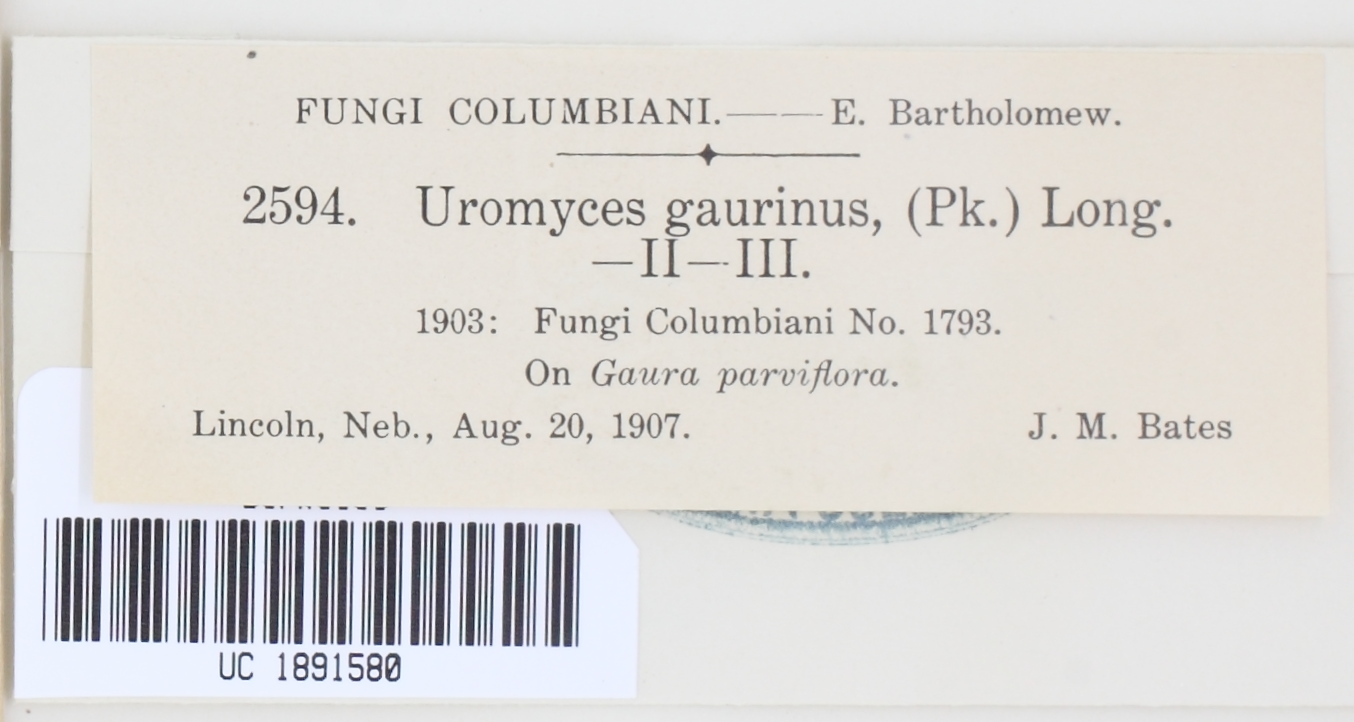 FUNGI COLUMBIANI.——E. Bartholomew.
2594. Uromyces gaurinus, (Pk.) Long.
—II—III.
1903: Fungi Columbiani No. 1793.
On Gaura parviflora.
Lincoln, Neb., Aug. 20, 1907. J. M. Bates
UC 1891580